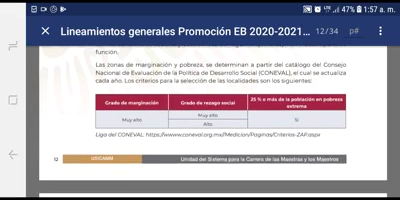 47% 1:57 a. m.
Lineamientos generales Promoción EB 2020-2021... 12/34 p#
función.
Las zonas de marginación y pobreza, se determinan a partir del catálogo del Consejo
Nacional de Evaluación de la Política de Desarrollo Social (CONEVAL), el cual se actualiza
cada año. Los criterios para la selección de las localidades son los siguientes:
Grado de marginación Grado de rezago social 25 % o más de la población en pobreza
extrema
Muy alto Muy alto Sí
Alto
Liga del CONEVAL: https://wwww.coneval.org.mx/Medicion/Paginas/Criterios-ZAP.aspx
12 USICAMM Unidad del Sistema para la Carrera de las Maestras y los Maestros